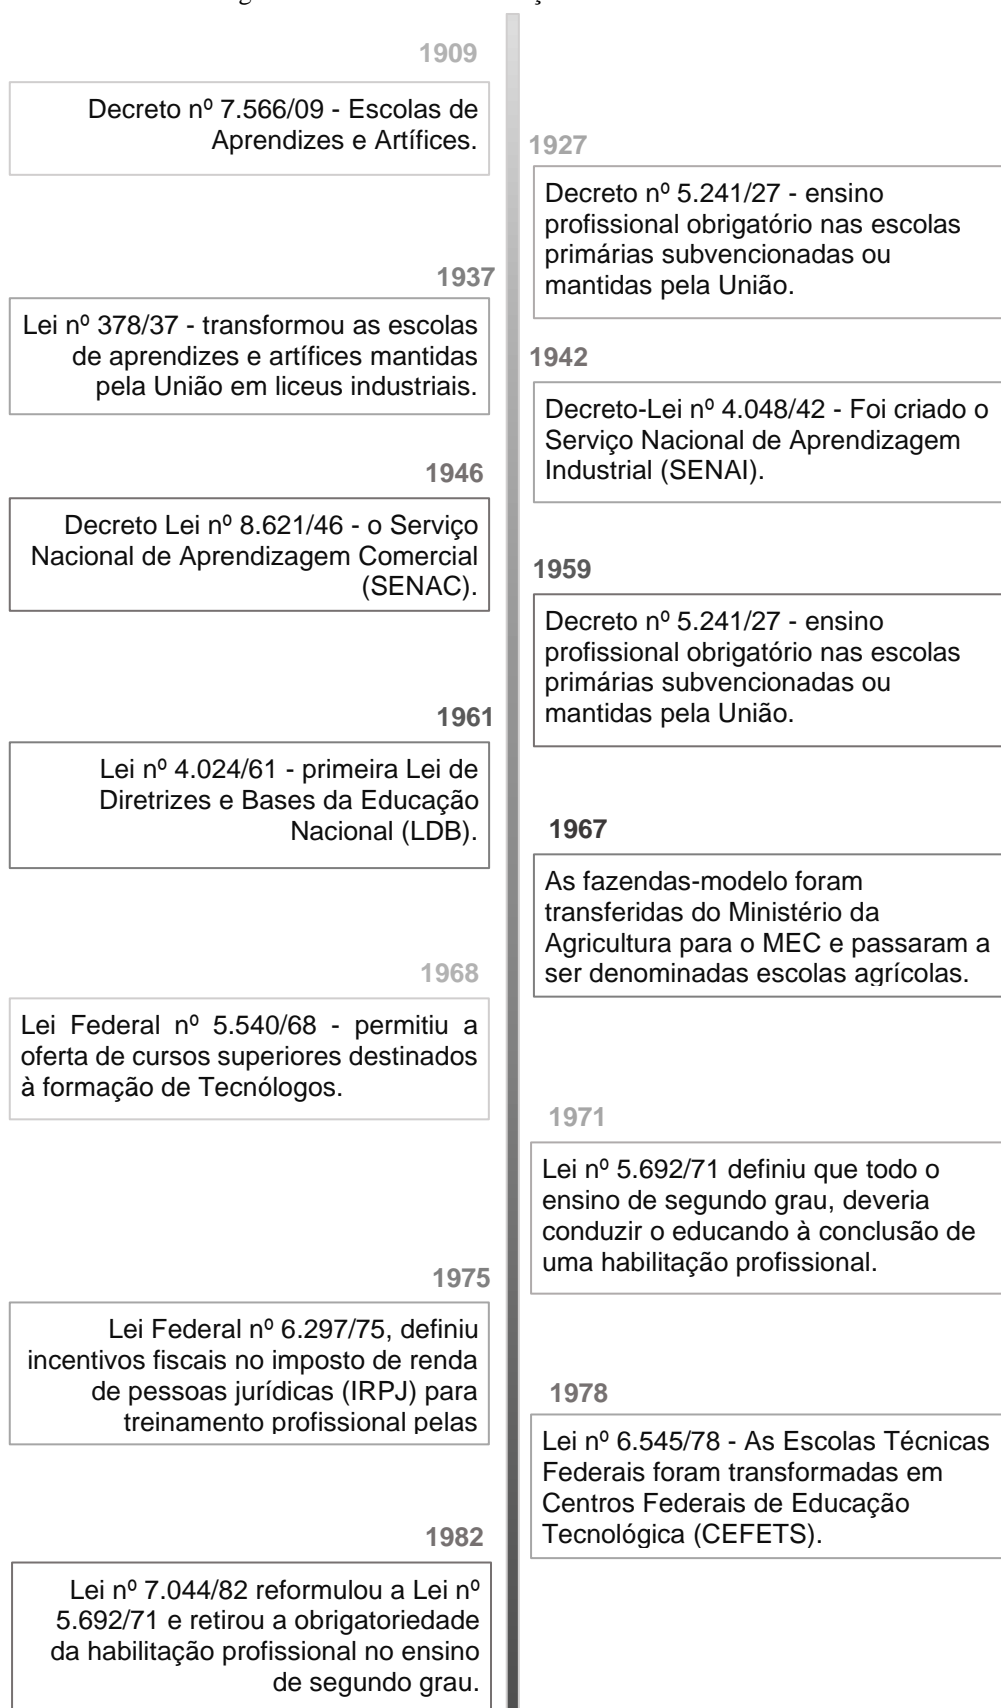 1909
Decreto nº 7.566/09 - Escolas de
Aprendizes e Artífices.
1927
Decreto nº 5.241/27 - ensino
profissional obrigatório nas escolas
primárias subvencionadas ou
mantidas pela União.
1937
Lei nº 378/37 - transformou as escolas
de aprendizes e artífices mantidas
pela União em liceus industriais.
1942
Decreto-Lei nº 4.048/42 - Foi criado o
Serviço Nacional de Aprendizagem
Industrial (SENAI).
1946
Decreto Lei nº 8.621/46 - o Serviço
Nacional de Aprendizagem Comercial
(SENAC).
1959
Decreto nº 5.241/27 - ensino
profissional obrigatório nas escolas
primárias subvencionadas ou
mantidas pela União.
1961
Lei nº 4.024/61 - primeira Lei de
Diretrizes e Bases da Educação
Nacional (LDB).
1967
As fazendas-modelo foram
transferidas do Ministério da
Agricultura para o MEC e passaram a
ser denominadas escolas agrícolas.
1968
Lei Federal nº 5.540/68 - permitiu a
oferta de cursos superiores destinados
à formação de Tecnólogos.
1971
Lei nº 5.692/71 definiu que todo o
ensino de segundo grau, deveria
conduzir o educando à conclusão de
uma habilitação profissional.
1975
Lei Federal nº 6.297/75, definiu
incentivos fiscais no imposto de renda
de pessoas jurídicas (IRPJ) para
treinamento profissional pelas
1978
Lei nº 6.545/78 - As Escolas Técnicas
Federais foram transformadas em
Centros Federais de Educação
Tecnológica (CEFETS).
1982
Lei nº 7.044/82 reformulou a Lei nº
5.692/71 e retirou a obrigatoriedade
da habilitação profissional no ensino
de segundo grau.